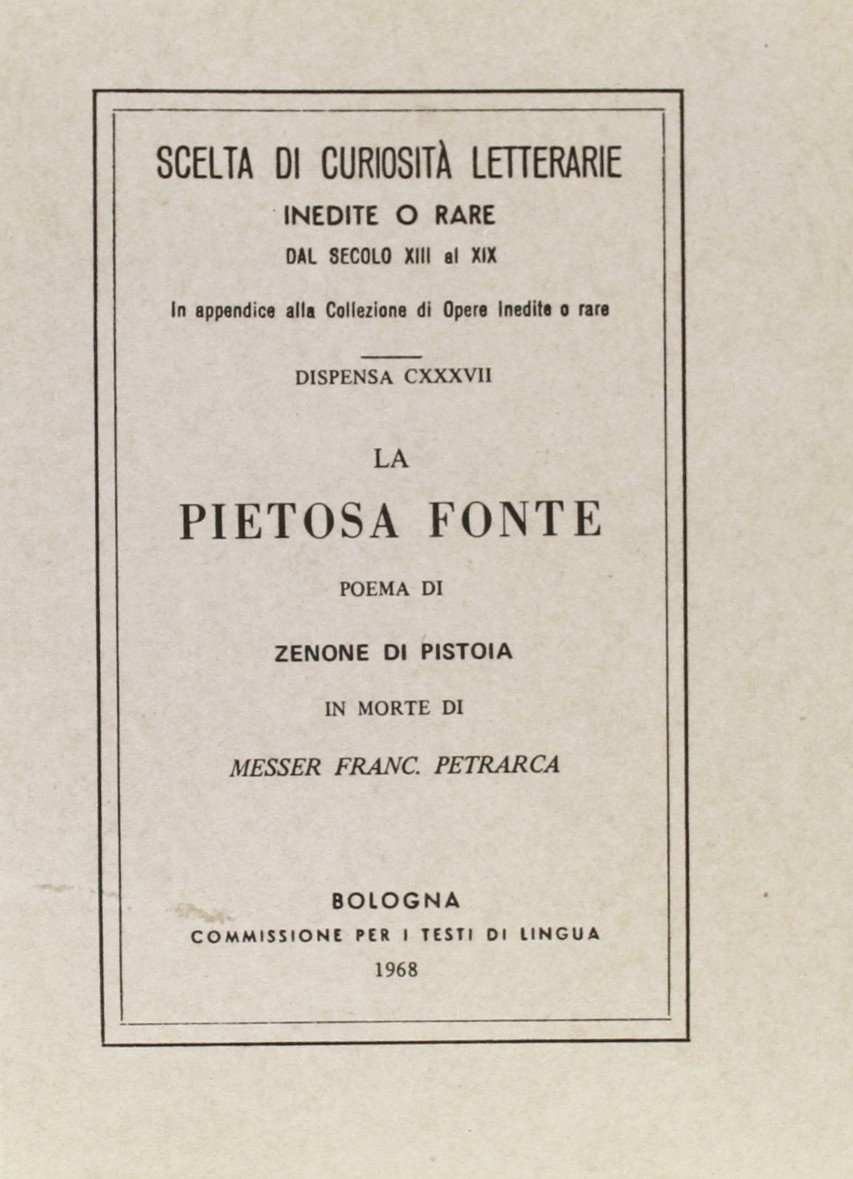 SCELTA DI CURIOSITÀ LETTERARIE
INEDITE O RARE
DAL SECOLO XIII al XIX
In appendice alla Collezione di Opere Inedite o rare
DISPENSA CXXXVII
LA
PIETOSA FONTE
POEMA DI
ZENONE DI PISTOIA
IN MORTE DI
MESSER FRANC. PETRARCA
BOLOGNA
COMMISSIONE PER I TESTI DI LINGUA
1968